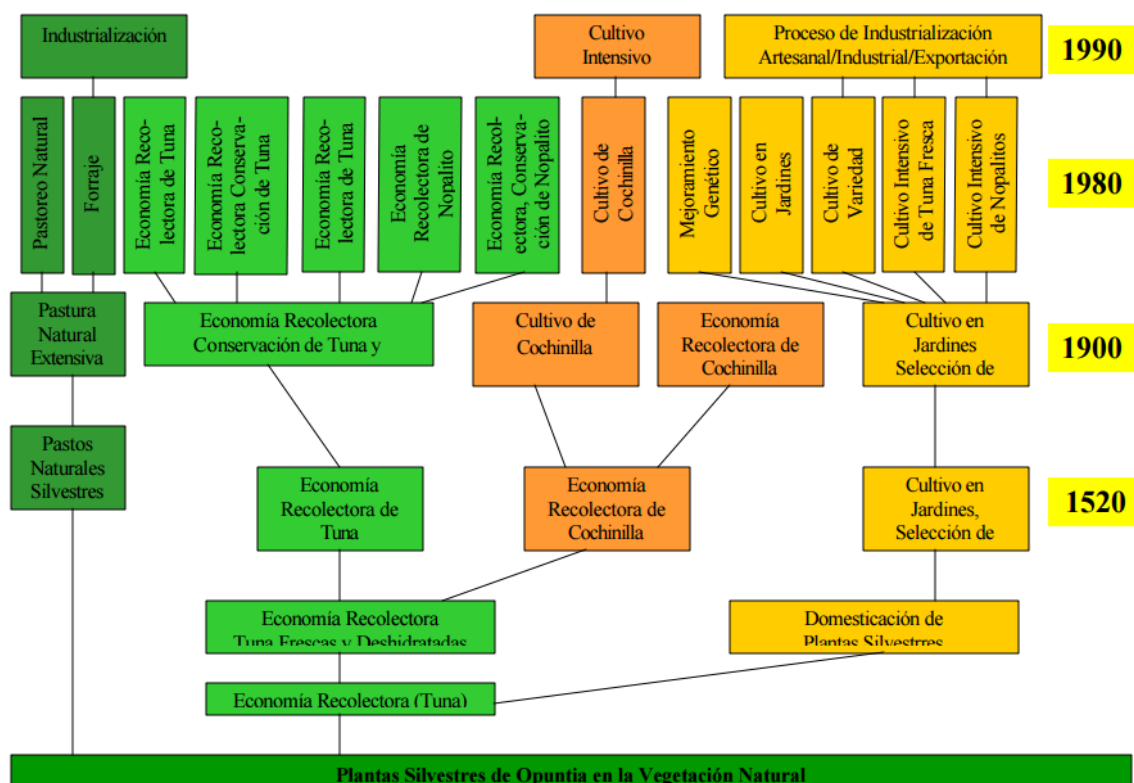 Industrialización
Cultivo
Intensivo
Proceso de Industrialización
Artesanal/Industrial/Exportación
1990
Pastoreo Natural
Forraje
Economía Reco-
lectora de Tuna
Economía Reco-
lectora Conserva-
ción de Tuna
Economía Reco-
lectora de Tuna
Economía
Recolectora de
Nopalito
Economía Recol-
ectora, Conserva-
ción de Nopalito
Cultivo de
Cochinilla
Mejoramiento
Genético
Cultivo en
Jardines
Cultivo de
Variedad
Cultivo Intensivo
de Tuna Fresca
Cultivo Intensivo
de Nopalitos
1980
Pastura
Natural
Extensiva
Economía Recolectora
Conservación de Tuna y
Cultivo de
Cochinilla
Economía
Recolectora de
Cochinilla
Cultivo en
Jardines
Selección de
1900
Pastos
Naturales
Silvestres
Economía
Recolectora de
Tuna
Economía
Recolectora de
Cochinilla
Cultivo en
Jardines,
Selección de
1520
Economía Recolectora
Tuna Frescas y Deshidratadas
Domesticación de
Plantas Silvestrres
Economía Recolectora (Tuna)
Plantas Silvestres de Opuntia en la Vegetación Natural